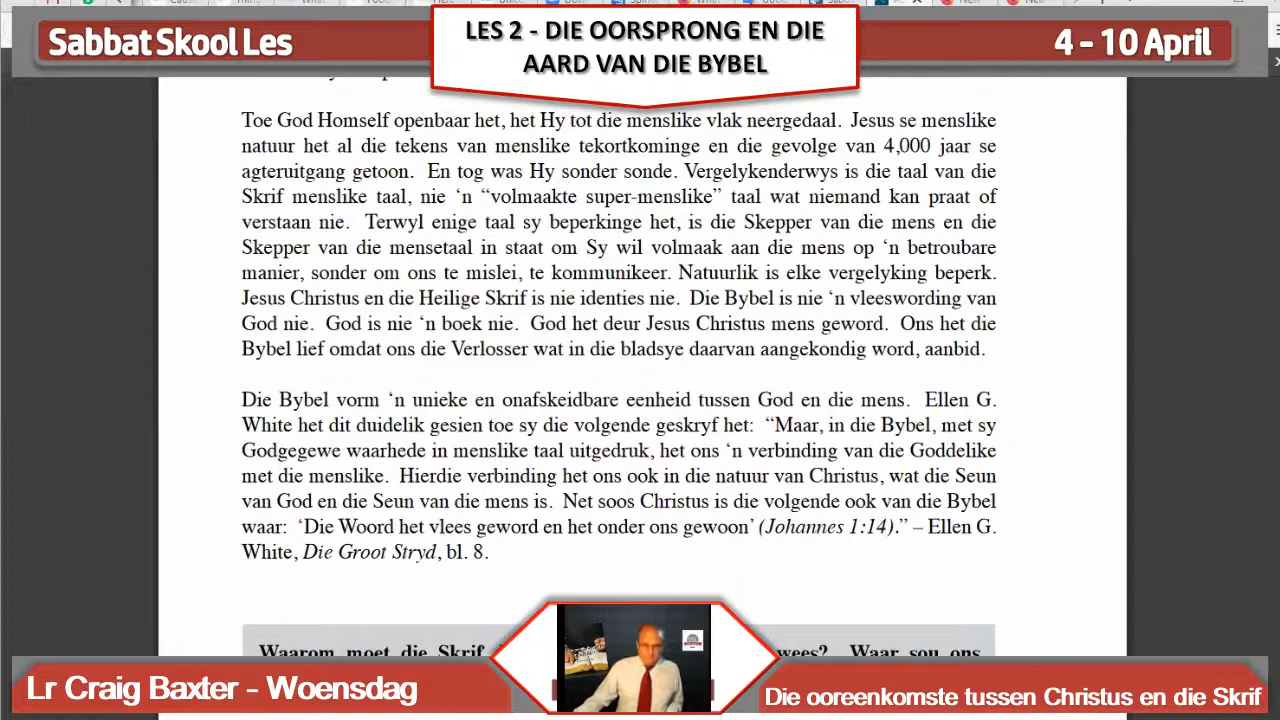 Sabbat Skool Les
LES 2 - DIE OORSPRONG EN DIE
AARD VAN DIE BYBEL
4 - 10 April
Toe God Homself openbaar het, het Hy tot die menslike vlak neergedaal. Jesus se menslike
natuur het al die tekens van menslike tekortkominge en die gevolge van 4,000 jaar se
agteruitgang getoon. En tog was Hy sonder sonde. Vergelykenderwys is die taal van die
Skrif menslike taal, nie ‘n “volmaakte super-menslike” taal wat niemand kan praat of
verstaan nie. Terwyl enige taal sy beperkinge het, is die Skepper van die mens en die
Skepper van die mensetaal in staat om Sy wil volmaak aan die mens op ‘n betroubare
manier, sonder om ons te mislei, te kommunikeer. Natuurlik is elke vergelyking beperk.
Jesus Christus en die Heilige Skrif is nie identies nie. Die Bybel is nie ‘n vleeswording van
God nie. God is nie ‘n boek nie. God het deur Jesus Christus mens geword. Ons het die
Bybel lief omdat ons die Verlosser wat in die bladsye daarvan aangekondig word, aanbid.
Die Bybel vorm ‘n unieke en onafskeidbare eenheid tussen God en die mens. Ellen G.
White het dit duidelik gesien toe sy die volgende geskryf het: “Maar, in die Bybel, met sy
Godgegewe waarhede in menslike taal uitgedruk, het ons ‘n verbinding van die Goddelike
met die menslike. Hierdie verbinding het ons ook in die natuur van Christus, wat die Seun
van God en die Seun van die mens is. Net soos Christus is die volgende ook van die Bybel
waar: ‘Die Woord het vlees geword en het onder ons gewoon’ (Johannes 1:14).” – Ellen G.
White, Die Groot Stryd, bl. 8.
Waarom moet die Skrif wees? Waar sou ons
Lr Craig Baxter - Woensdag
Die ooreenkomste tussen Christus en die Skrif